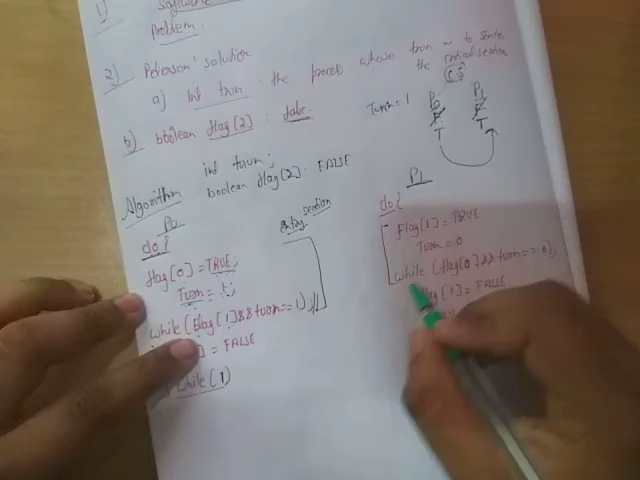 1) Software
Problem.
2) Peterson' solution
a) Int turn : the process whose turn is to enter
the critical section
b) boolean flag[2] : false.
Turn = 1
P0
P1
F
F
T
T
Algorithm int turn;
boolean flag[2] : FALSE
P0
do {
flag[0] = TRUE;
Turn = 1;
while (Flag[1] && turn == 1);
= FALSE
while(1)
entry section
P1
do {
Flag[1] = TRUE
Turn = 0
while (flag[0] && turn ==
flag [1] = FALSE